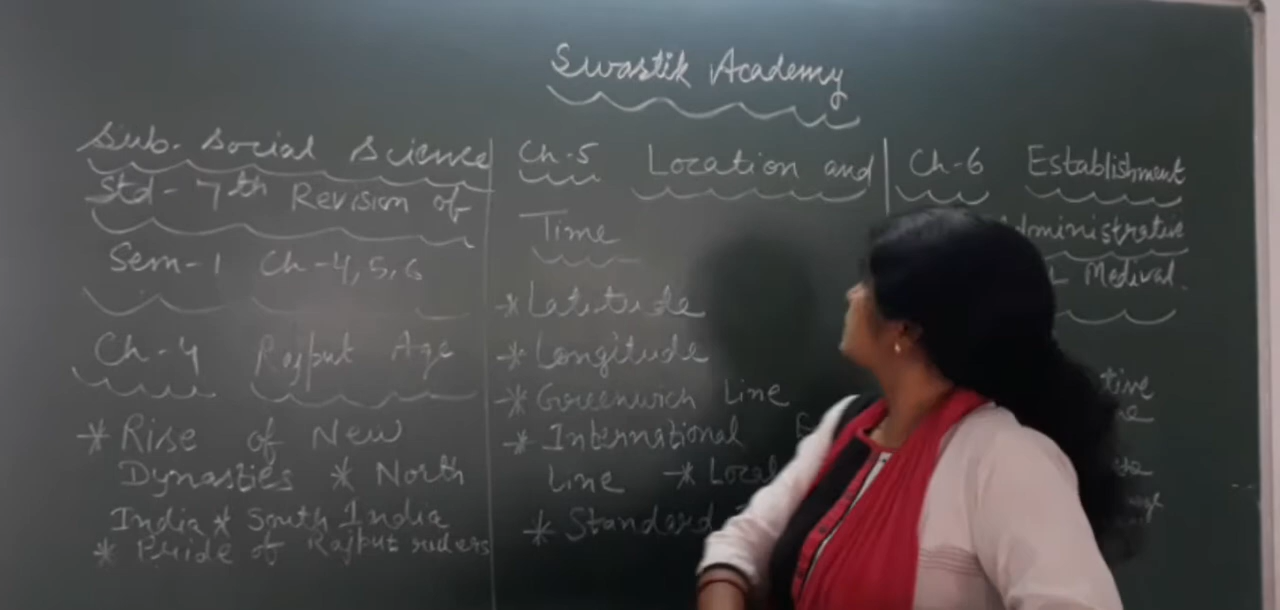 Swastik Academy
Sub. Social Science
Std - 7th Revision of
Sem-1 Ch-4,5,6
Ch-4 Rajput Age
* Rise of New
Dynasties * North
India * South India
* Pride of Rajput rulers
Ch-5 Location and
Time
* Latitude
* Longitude
* Greenwich Line
* International
Line * Local
* Standard
Ch-6 Establishment
Administrative
Medival.